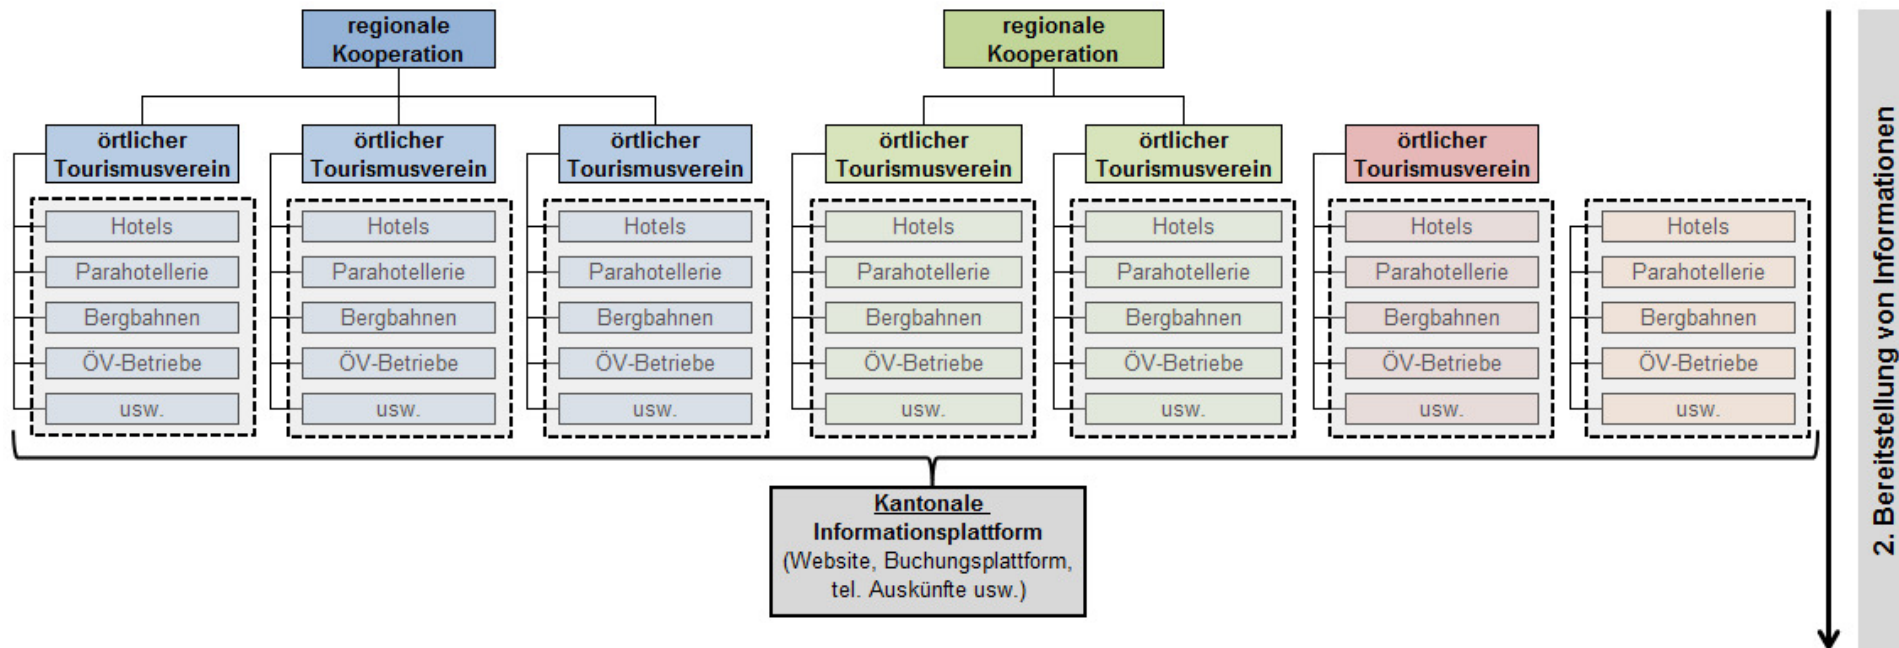 regionale
Kooperation
regionale
Kooperation
örtlicher
Tourismusverein
örtlicher
Tourismusverein
örtlicher
Tourismusverein
örtlicher
Tourismusverein
örtlicher
Tourismusverein
örtlicher
Tourismusverein
Hotels
Parahotellerie
Bergbahnen
ÖV-Betriebe
usw.
Hotels
Parahotellerie
Bergbahnen
ÖV-Betriebe
usw.
Hotels
Parahotellerie
Bergbahnen
ÖV-Betriebe
usw.
Hotels
Parahotellerie
Bergbahnen
ÖV-Betriebe
usw.
Hotels
Parahotellerie
Bergbahnen
ÖV-Betriebe
usw.
Hotels
Parahotellerie
Bergbahnen
ÖV-Betriebe
usw.
Hotels
Parahotellerie
Bergbahnen
ÖV-Betriebe
usw.
Kantonale
Informationsplattform
(Website, Buchungsplattform,
tel. Auskünfte usw.)
2. Bereitstellung von Informationen